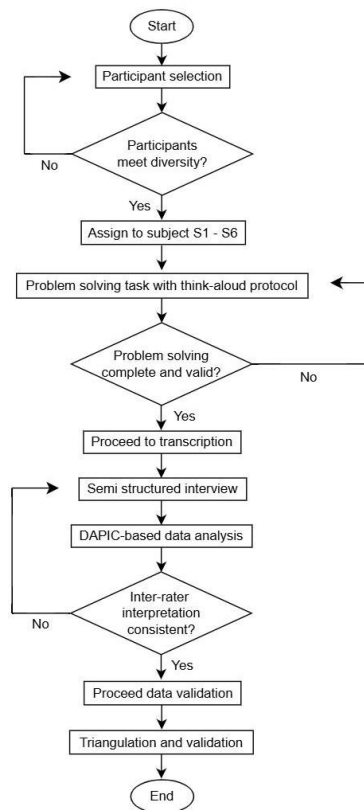 Start
Participant selection
Participants
meet diversity?
No
Yes
Assign to subject S1 - S6
Problem solving task with think-aloud protocol
Problem solving
complete and valid?
No
Yes
Proceed to transcription
Semi structured interview
DAPIC-based data analysis
Inter-rater
interpretation
consistent?
No
Yes
Proceed data validation
Triangulation and validation
End